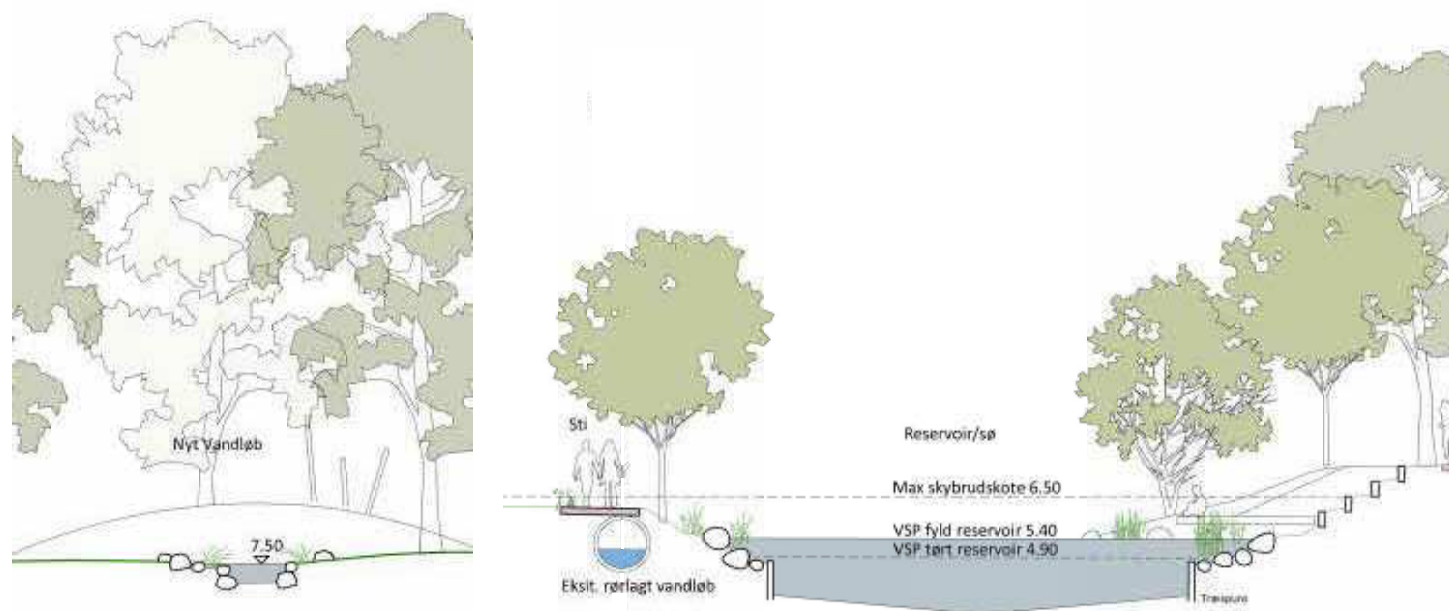 Nyt Vandløb
7.50
Sti
Eksit. rørlagt vandløb
Reservoir/sø
Max skybrudskote 6.50
VSP fyld reservoir 5.40
VSP tørt reservoir 4.90
Træspuns